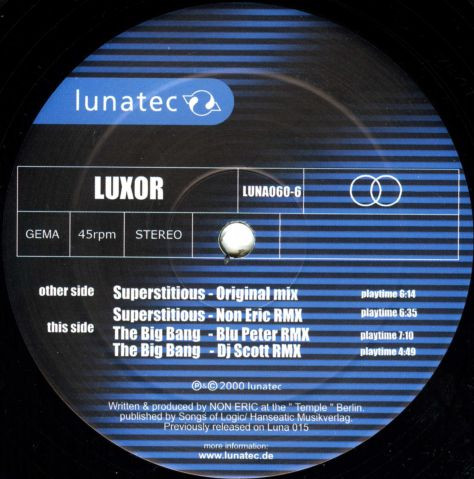 lunatec
LUXOR LUNA060-6
GEMA 45rpm STEREO
other side Superstitious - Original mix playtime 6:14
Superstitious - Non Eric RMX playtime 6:35
this side
The Big Bang - Blu Peter RMX playtime 7:10
The Big Bang - Dj Scott RMX playtime 4:49
℗&© 2000 lunatec
Written & produced by NON ERIC at the " Temple " Berlin.
published by Songs of Logic/ Hanseatic Musikverlag.
Previously released on Luna 015
more information:
www.lunatec.de